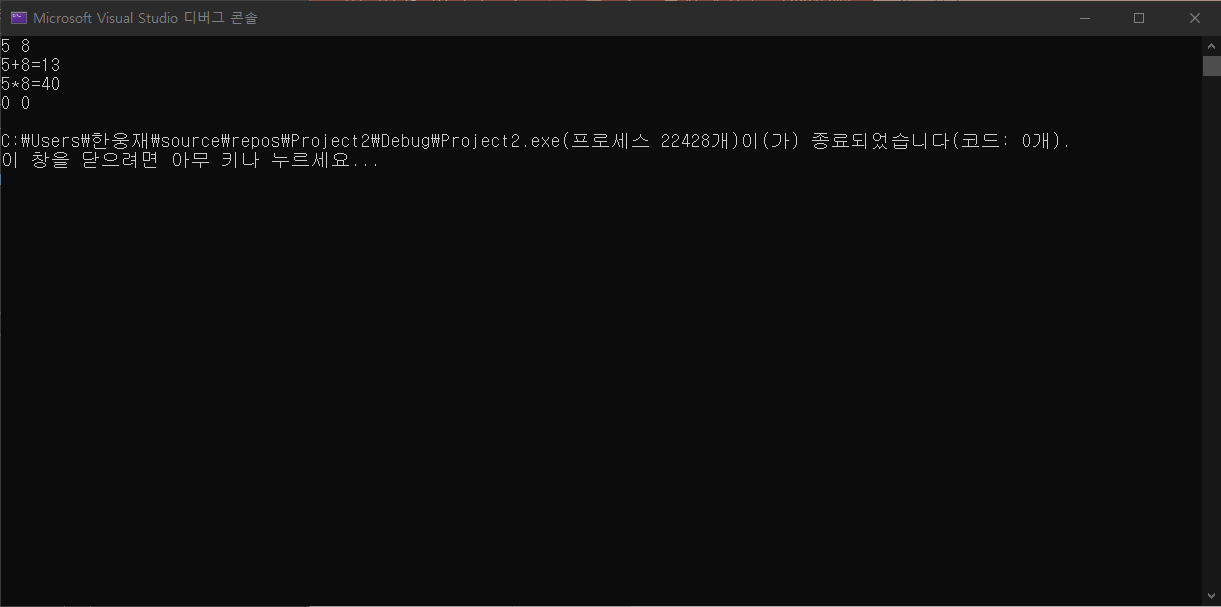 Microsoft Visual Studio 디버그 콘솔
5 8
5+8=13
5*8=40
0 0
C:₩Users₩한웅재₩source₩repos₩Project2₩Debug₩Project2.exe(프로세스 22428개)이(가) 종료되었습니다(코드: 0개).
이 창을 닫으려면 아무 키나 누르세요...